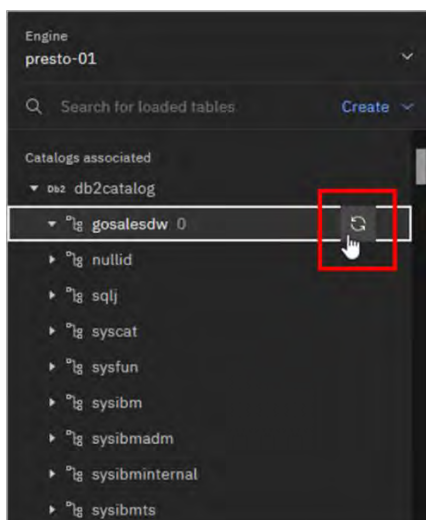 Engine
presto-01
Search for loaded tables Create
Catalogs associated
Db2 db2catalog
gosalesdw 0
nullid
sqlj
syscat
sysfun
sysibm
sysibmadm
sysibminternal
sysibmts